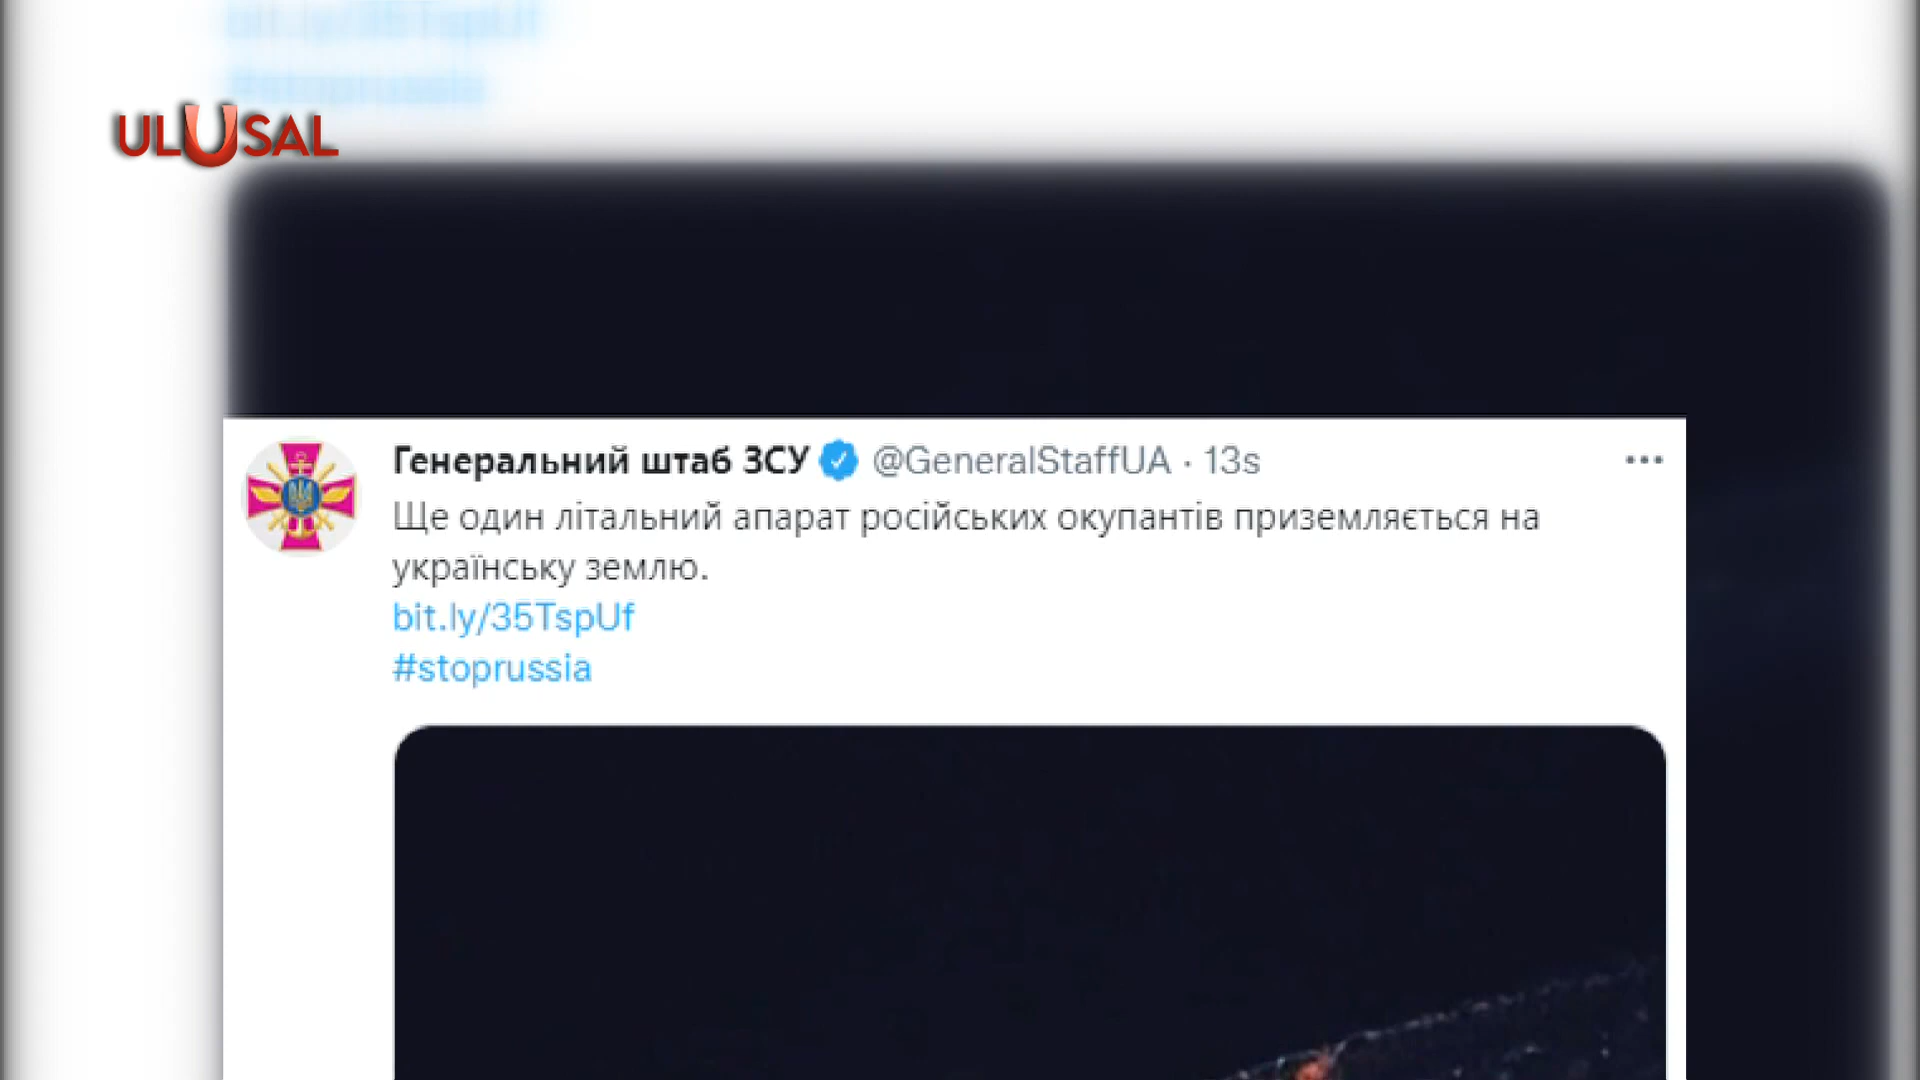 ULUSAL
Генеральний штаб ЗСУ @GeneralStaffUA · 13s
Ще один літальний апарат російських окупантів приземляється на
українську землю.
bit.ly/35TspUf
#stoprussia